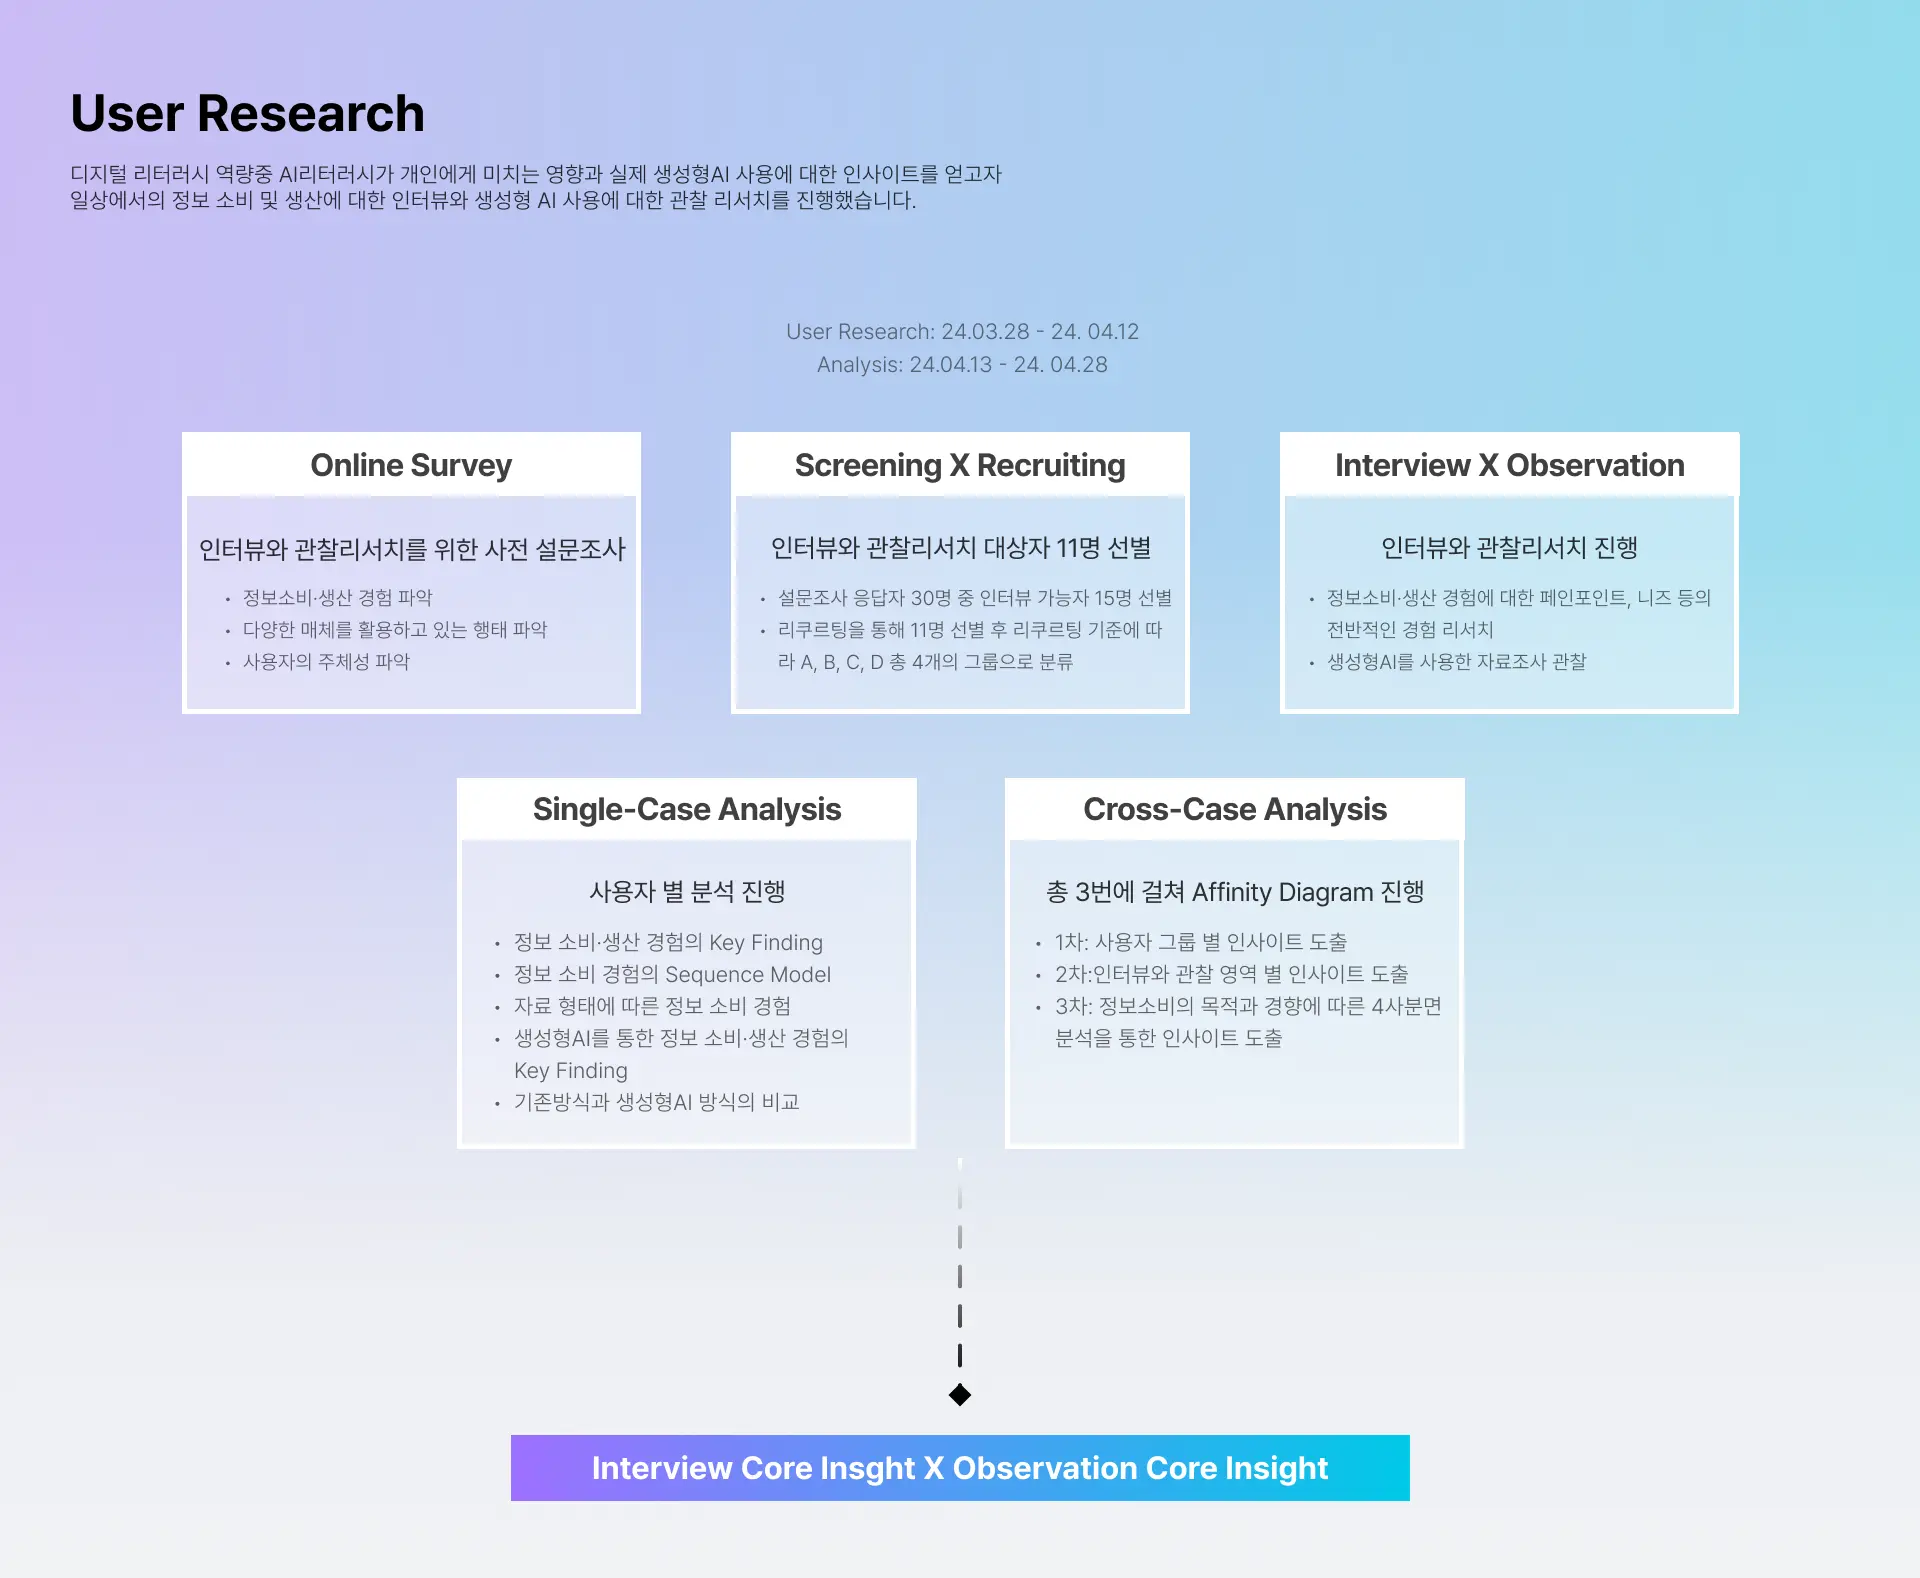 User Research
디지털 리터러시 역량중 AI리터러시가 개인에게 미치는 영향과 실제 생성형AI 사용에 대한 인사이트를 얻고자
일상에서의 정보 소비 및 생산에 대한 인터뷰와 생성형 AI 사용에 대한 관찰 리서치를 진행했습니다.
User Research: 24.03.28 - 24. 04.12
Analysis: 24.04.13 - 24. 04.28
Online Survey
인터뷰와 관찰리서치를 위한 사전 설문조사
• 정보소비·생산 경험 파악
• 다양한 매체를 활용하고 있는 행태 파악
• 사용자의 주체성 파악
Screening X Recruiting
인터뷰와 관찰리서치 대상자 11명 선별
• 설문조사 응답자 30명 중 인터뷰 가능자 15명 선별
• 리쿠르팅을 통해 11명 선별 후 리쿠르팅 기준에 따
라 A, B, C, D 총 4개의 그룹으로 분류
Interview X Observation
인터뷰와 관찰리서치 진행
• 정보소비·생산 경험에 대한 페인포인트, 니즈 등의
전반적인 경험 리서치
• 생성형AI를 사용한 자료조사 관찰
Single-Case Analysis
사용자 별 분석 진행
• 정보 소비·생산 경험의 Key Finding
• 정보 소비 경험의 Sequence Model
• 자료 형태에 따른 정보 소비 경험
• 생성형AI를 통한 정보 소비·생산 경험의
Key Finding
• 기존방식과 생성형AI 방식의 비교
Cross-Case Analysis
총 3번에 걸쳐 Affinity Diagram 진행
• 1차: 사용자 그룹 별 인사이트 도출
• 2차:인터뷰와 관찰 영역 별 인사이트 도출
• 3차: 정보소비의 목적과 경향에 따른 4사분면
분석을 통한 인사이트 도출
Interview Core Insght X Observation Core Insight